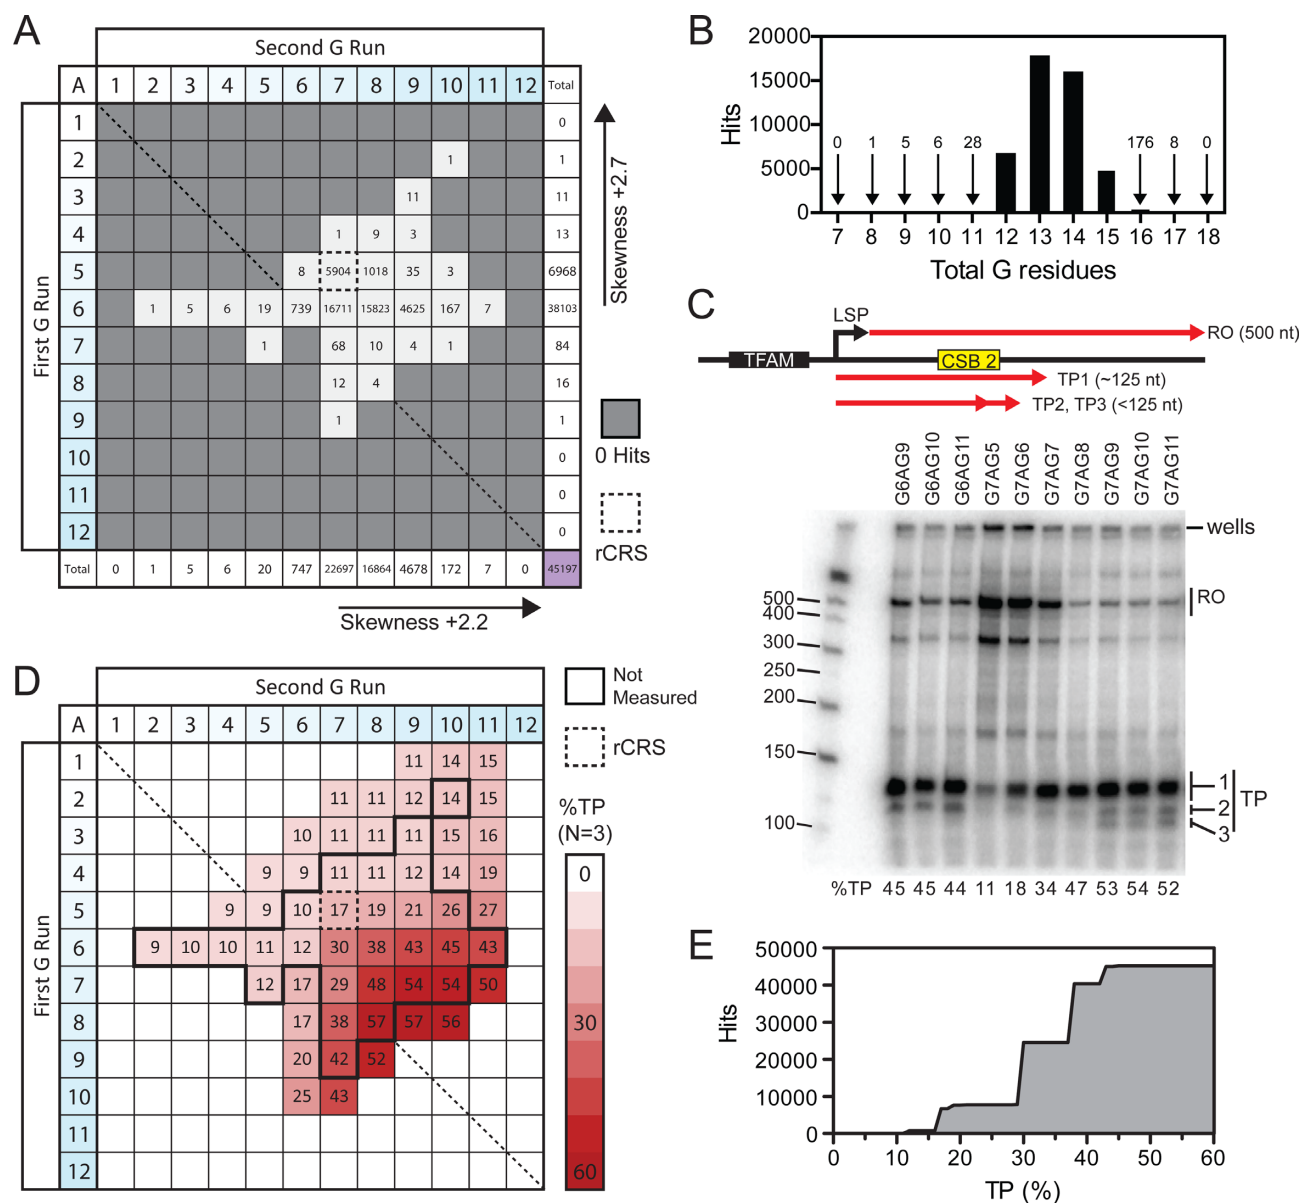 A
Second G Run
A 1 2 3 4 5 6 7 8 9 10 11 12 Total
First G Run
1 0
2 1 1
3 11 11
4 1 9 3 13
5 8 5904 1018 35 3 6968
6 1 5 6 19 739 16711 15823 4625 167 7 38103
7 1 68 10 4 1 84
8 12 4 16
9 1 1
10 0
11 0
12 0
Total 0 1 5 6 20 747 22697 16864 4678 172 7 0 45197
Skewness +2.7
Skewness +2.2
0 Hits
rCRS
B
Hits
20000
15000
10000
5000
0
0 1 5 6 28 176 8 0
7 8 9 10 11 12 13 14 15 16 17 18
Total G residues
C
LSP
RO (500 nt)
TFAM
CSB 2
TP1 (~125 nt)
TP2, TP3 (<125 nt)
G6AG9 G6AG10 G6AG11 G7AG5 G7AG6 G7AG7 G7AG8 G7AG9 G7AG10 G7AG11
wells
500
400
300
250
200
150
100
RO
1
2
3
TP
%TP 45 45 44 11 18 34 47 53 54 52
D
Second G Run
A 1 2 3 4 5 6 7 8 9 10 11 12
First G Run
1 11 14 15
2 11 11 12 14 15
3 10 11 11 11 15 16
4 9 9 11 11 12 14 19
5 9 9 10 17 19 21 26 27
6 9 10 10 11 12 30 38 43 45 43
7 12 17 29 48 54 54 50
8 17 38 57 57 56
9 20 42 52
10 25 43
11
12
Not
Measured
rCRS
%TP
(N=3)
0
30
60
E
Hits
50000
40000
30000
20000
10000
0
0 10 20 30 40 50 60
TP (%)